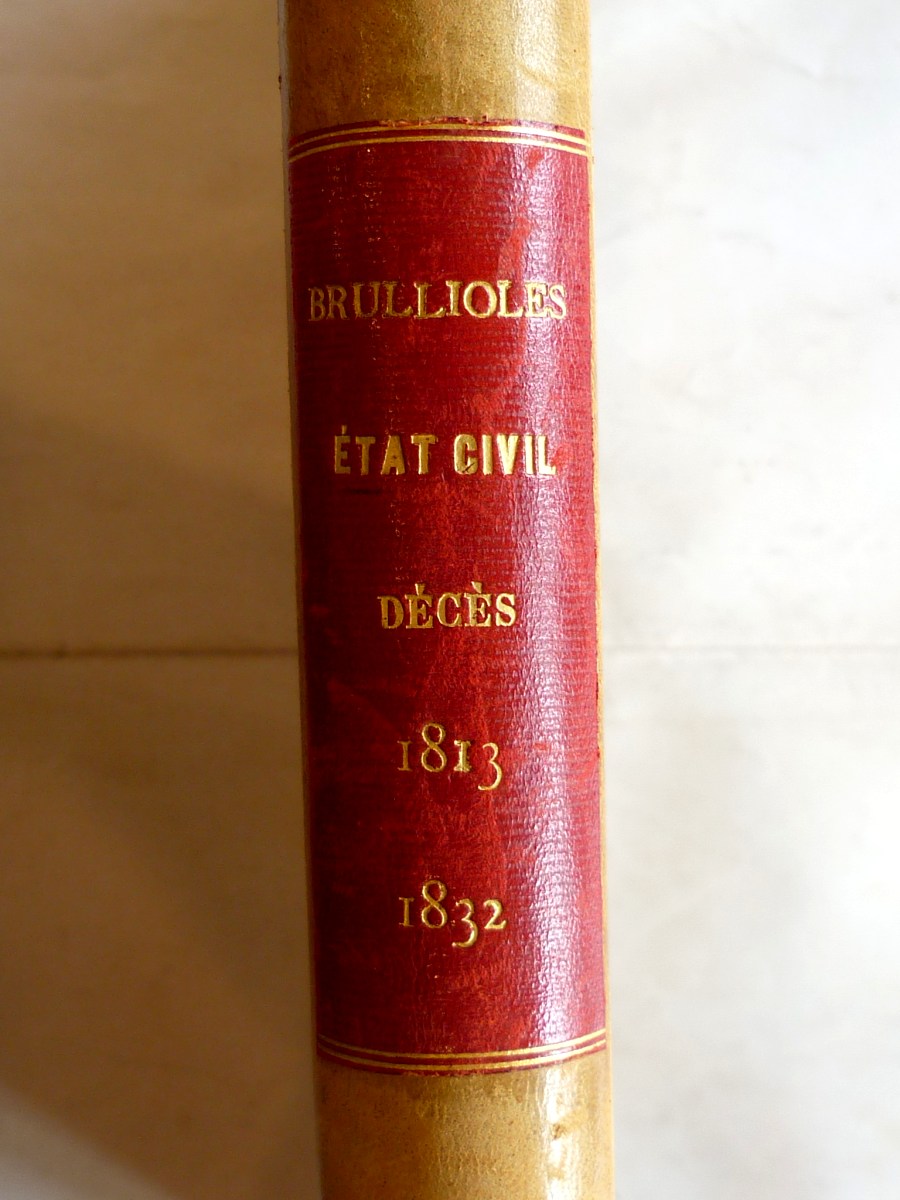 BRULLIOLES
ÉTAT CIVIL
DÉCÈS
1813
1832